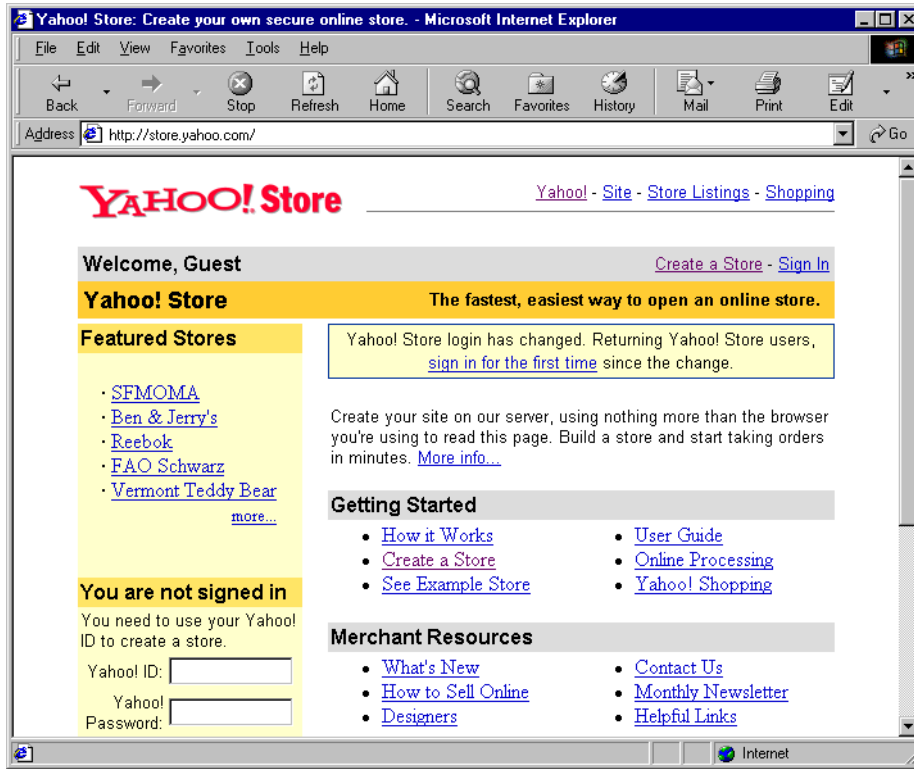 Yahoo! Store: Create your own secure online store. - Microsoft Internet Explorer
File Edit View Favorites Tools Help
Back Forward Stop Refresh Home Search Favorites History Mail Print Edit »
Address http://store.yahoo.com/ Go
YAHOO! Store
Yahoo! - Site - Store Listings - Shopping
Welcome, Guest
Create a Store - Sign In
Yahoo! Store
The fastest, easiest way to open an online store.
Featured Stores
· SFMOMA
· Ben & Jerry's
· Reebok
· FAO Schwarz
· Vermont Teddy Bear
more...
You are not signed in
You need to use your Yahoo!
ID to create a store.
Yahoo! ID:
Yahoo!
Password:
Yahoo! Store login has changed. Returning Yahoo! Store users,
sign in for the first time since the change.
Create your site on our server, using nothing more than the browser
you're using to read this page. Build a store and start taking orders
in minutes. More info...
Getting Started
• How it Works
• Create a Store
• See Example Store
• User Guide
• Online Processing
• Yahoo! Shopping
Merchant Resources
• What's New
• How to Sell Online
• Designers
• Contact Us
• Monthly Newsletter
• Helpful Links
Internet